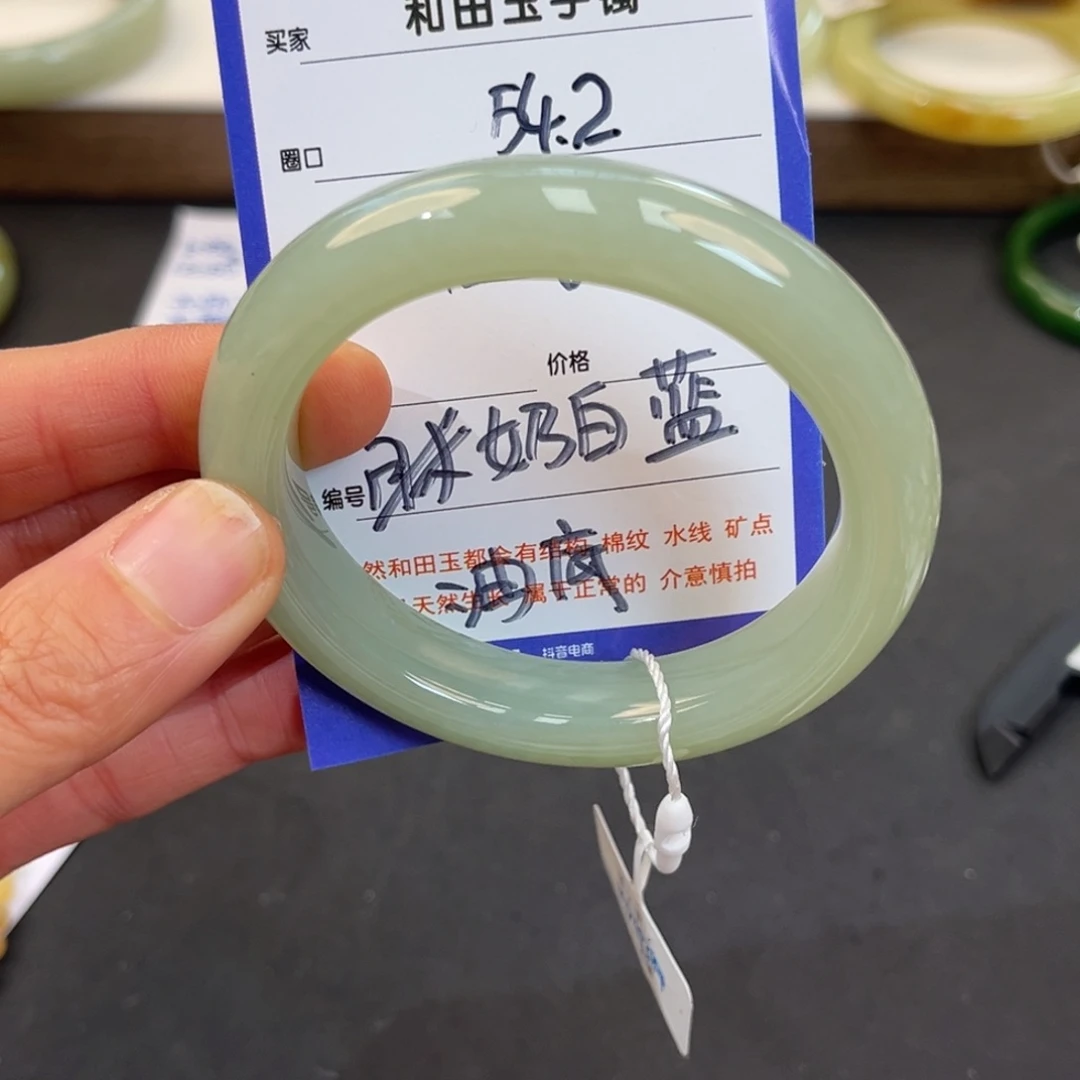 和田玉手镯
买家
54.2
圈口
价格
脒奶白蓝
编号
然和田玉都会有结构 棉纹 水线 矿点
油底
天然生长 属于正常的 介意慎拍
抖音电商